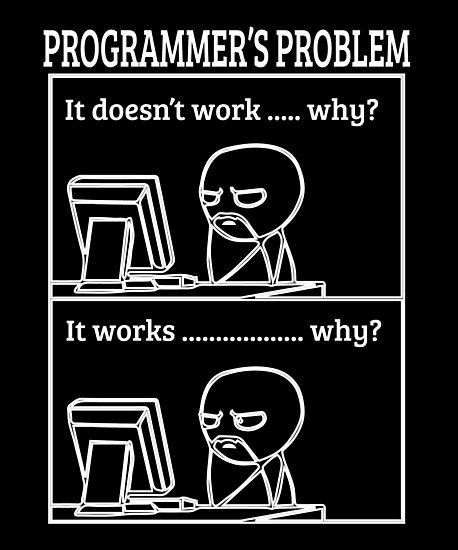 PROGRAMMER’S PROBLEM
It doesn’t work ..... why?
It works .................. why?